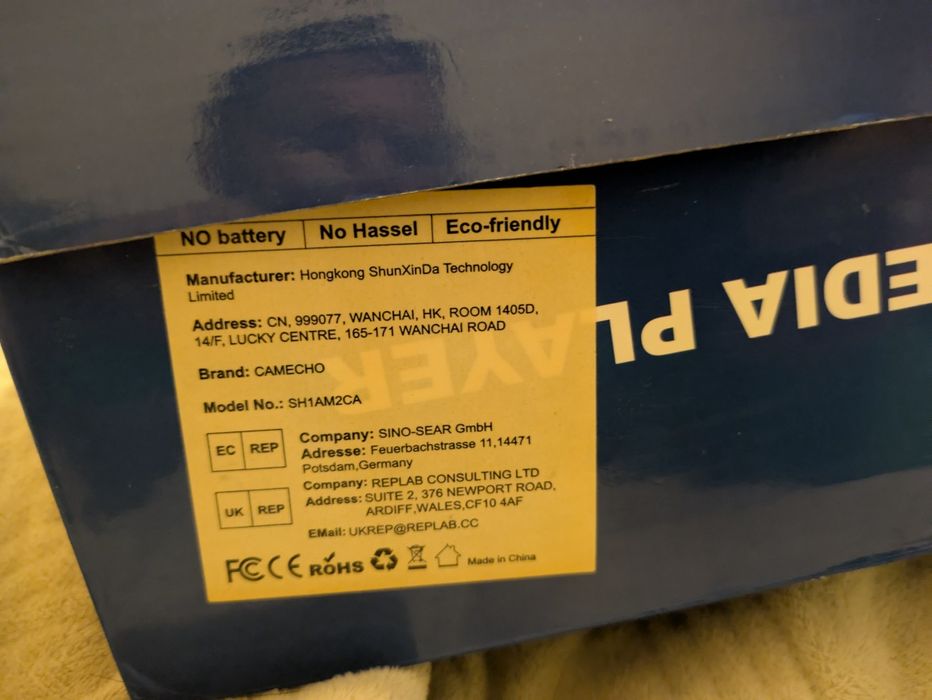 NO battery No Hassel Eco-friendly
Manufacturer: Hongkong ShunXinDa Technology
Limited
Address: CN, 999077, WANCHAI, HK, ROOM 1405D,
14/F, LUCKY CENTRE, 165-171 WANCHAI ROAD
Brand: CAMECHO
Model No.: SH1AM2CA
EC REP
Company: SINO-SEAR GmbH
Adresse: Feuerbachstrasse 11,14471
Potsdam,Germany
UK REP
Company: REPLAB CONSULTING LTD
Address: SUITE 2, 376 NEWPORT ROAD,
ARDIFF,WALES,CF10 4AF
EMail: UKREP@REPLAB.CC
FC CE ROHS Made in China
EDIA PLAYER